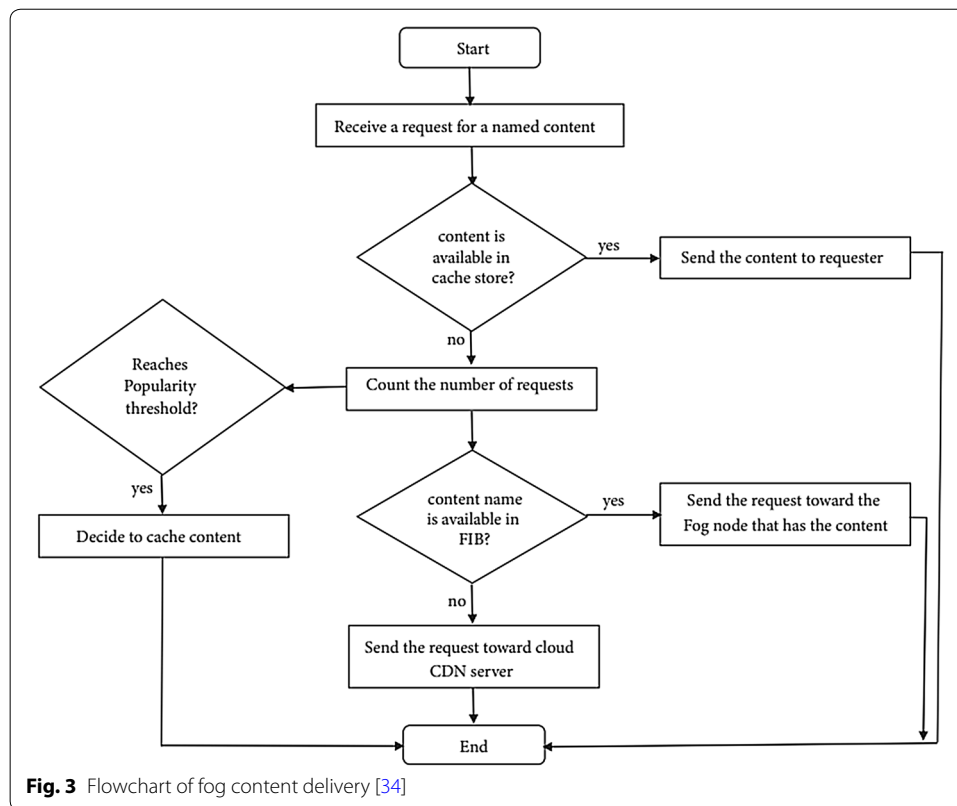 Start
Receive a request for a named content
content is
available in
cache store?
yes
Send the content to requester
no
Reaches
Popularity
threshold?
Count the number of requests
yes
content name
is available in
FIB?
yes
Send the request toward the
Fog node that has the content
Decide to cache content
no
Send the request toward cloud
CDN server
End
Fig. 3 Flowchart of fog content delivery [34]